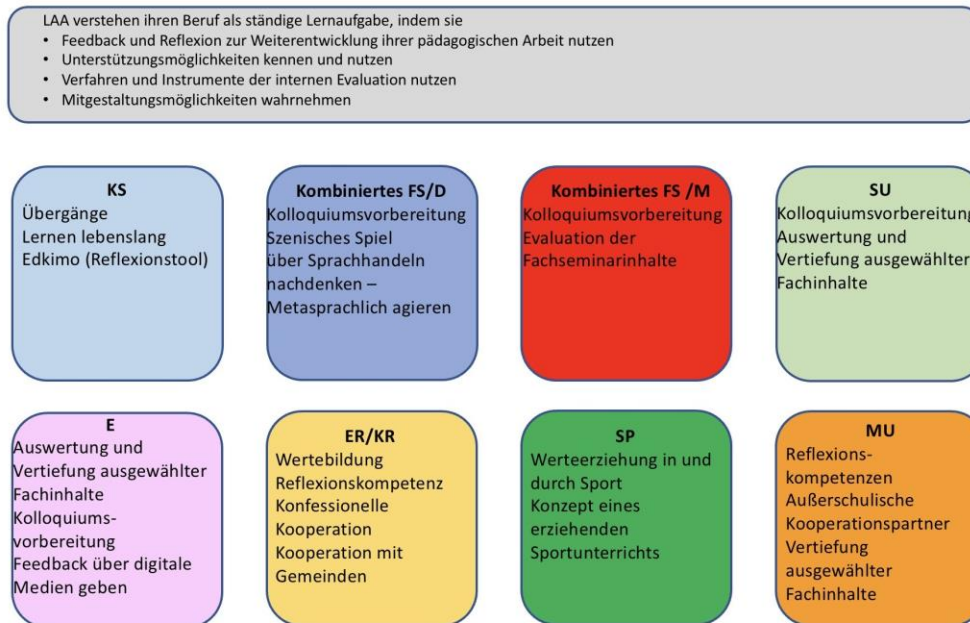 LAA verstehen ihren Beruf als ständige Lernaufgabe, indem sie
• Feedback und Reflexion zur Weiterentwicklung ihrer pädagogischen Arbeit nutzen
• Unterstützungsmöglichkeiten kennen und nutzen
• Verfahren und Instrumente der internen Evaluation nutzen
• Mitgestaltungsmöglichkeiten wahrnehmen
KS
Übergänge
Lernen lebenslang
Edkimo (Reflexionstool)
Kombiniertes FS/D
Kolloquiumsvorbereitung
Szenisches Spiel
über Sprachhandeln
nachdenken –
Metasprachlich agieren
Kombiniertes FS /M
Kolloquiumsvorbereitung
Evaluation der
Fachseminarinhalte
SU
Kolloquiumsvorbereitung
Auswertung und
Vertiefung ausgewählter
Fachinhalte
E
Auswertung und
Vertiefung ausgewählter
Fachinhalte
Kolloquiums-
vorbereitung
Feedback über digitale
Medien geben
ER/KR
Wertebildung
Reflexionskompetenz
Konfessionelle
Kooperation
Kooperation mit
Gemeinden
SP
Werteerziehung in und
durch Sport
Konzept eines
erziehenden
Sportunterrichts
MU
Reflexions-
kompetenzen
Außerschulische
Kooperationspartner
Vertiefung
ausgewählter
Fachinhalte